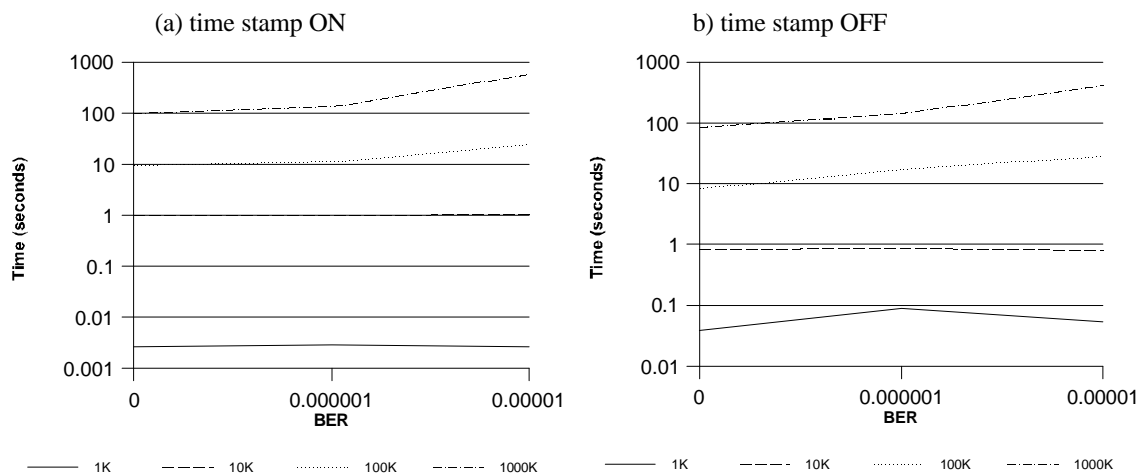 (a) time stamp ON
1000
100
10
1
0.1
0.01
0.001
Time (seconds)
0
0.000001
0.00001
BER
1K
10K
100K
1000K
b) time stamp OFF
1000
100
10
1
0.1
0.01
Time (seconds)
0
0.000001
0.00001
BER
1K
10K
100K
1000K